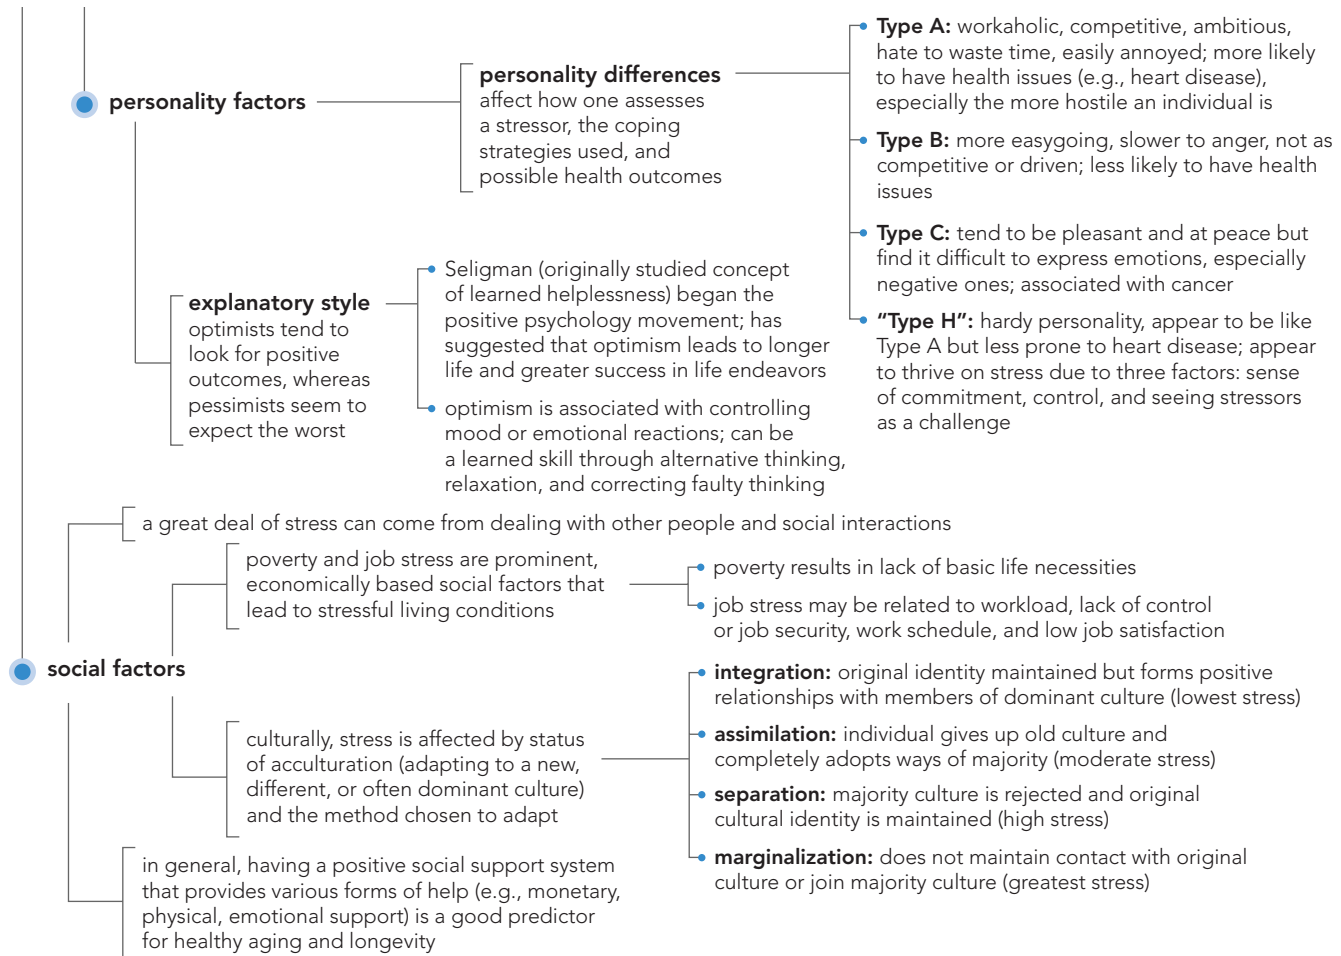 personality factors
personality differences
affect how one assesses
a stressor, the coping
strategies used, and
possible health outcomes
Type A: workaholic, competitive, ambitious,
hate to waste time, easily annoyed; more likely
to have health issues (e.g., heart disease),
especially the more hostile an individual is
Type B: more easygoing, slower to anger, not as
competitive or driven; less likely to have health
issues
Type C: tend to be pleasant and at peace but
find it difficult to express emotions, especially
negative ones; associated with cancer
“Type H”: hardy personality, appear to be like
Type A but less prone to heart disease; appear
to thrive on stress due to three factors: sense
of commitment, control, and seeing stressors
as a challenge
explanatory style
optimists tend to
look for positive
outcomes, whereas
pessimists seem to
expect the worst
Seligman (originally studied concept
of learned helplessness) began the
positive psychology movement; has
suggested that optimism leads to longer
life and greater success in life endeavors
optimism is associated with controlling
mood or emotional reactions; can be
a learned skill through alternative thinking,
relaxation, and correcting faulty thinking
social factors
a great deal of stress can come from dealing with other people and social interactions
poverty and job stress are prominent,
economically based social factors that
lead to stressful living conditions
poverty results in lack of basic life necessities
job stress may be related to workload, lack of control
or job security, work schedule, and low job satisfaction
culturally, stress is affected by status
of acculturation (adapting to a new,
different, or often dominant culture)
and the method chosen to adapt
integration: original identity maintained but forms positive
relationships with members of dominant culture (lowest stress)
assimilation: individual gives up old culture and
completely adopts ways of majority (moderate stress)
separation: majority culture is rejected and original
cultural identity is maintained (high stress)
marginalization: does not maintain contact with original
culture or join majority culture (greatest stress)
in general, having a positive social support system
that provides various forms of help (e.g., monetary,
physical, emotional support) is a good predictor
for healthy aging and longevity